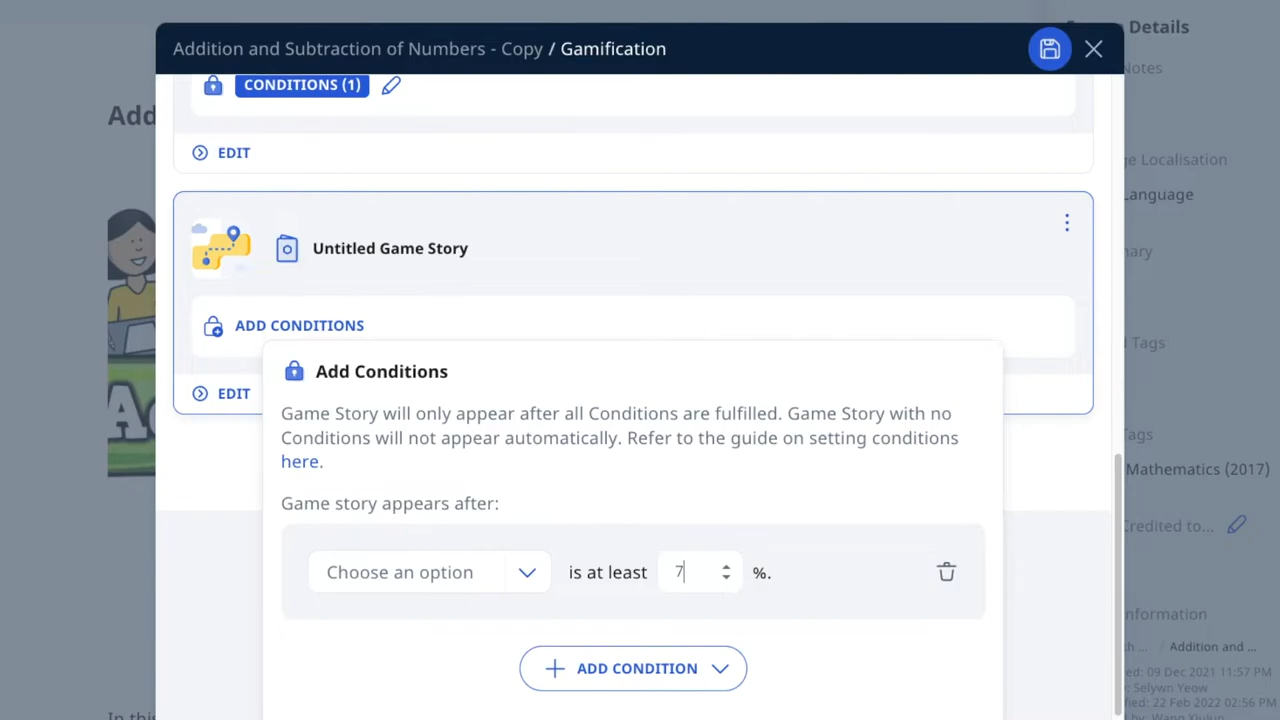 Addition and Subtraction of Numbers - Copy / Gamification
Details
Notes
CONDITIONS (1)
Add
EDIT
Localisation
Language
Untitled Game Story
ADD CONDITIONS
Tags
Add Conditions
EDIT
Game Story will only appear after all Conditions are fulfilled. Game Story with no
Conditions will not appear automatically. Refer to the guide on setting conditions
here.
Tags
Mathematics (2017)
Game story appears after:
Credited to...
Choose an option
is at least 7 %.
ADD CONDITION
Addition and ...
09 Dec 2021 11:57 PM
Selywn Yeow
22 Feb 2022 02:56 PM
In this